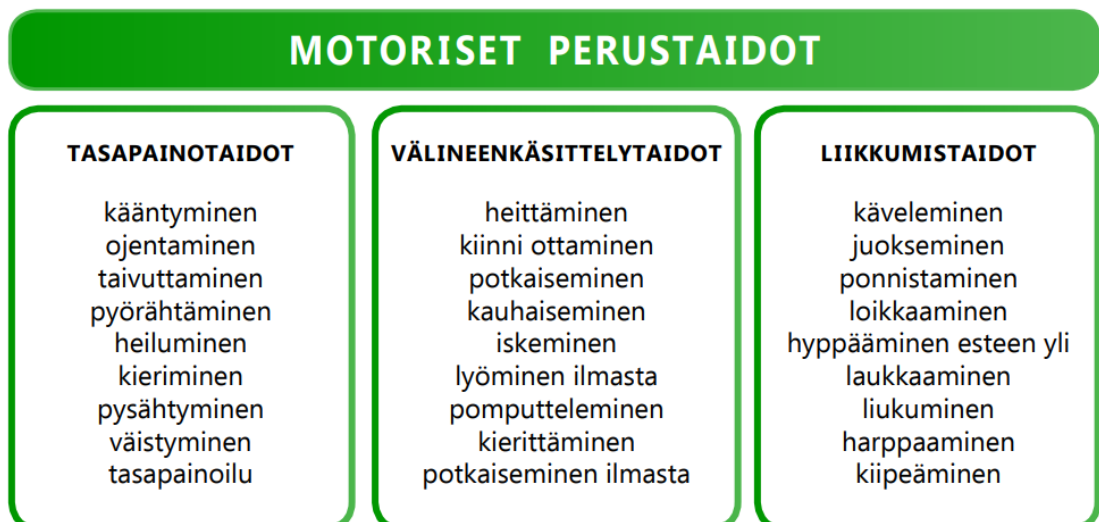 MOTORISET PERUSTAIDOT
TASAPAINOTAIDOT
kääntyminen
ojentaminen
taivuttaminen
pyörähtäminen
heiluminen
kieriminen
pysähtyminen
väistyminen
tasapainoilu
VÄLINEENKÄSITTELYTAIDOT
heittäminen
kiinni ottaminen
potkaiseminen
kauhaiseminen
iskeminen
lyöminen ilmasta
pomputteleminen
kierittäminen
potkaiseminen ilmasta
LIIKKUMISTAIDOT
käveleminen
juokseminen
ponnistaminen
loikkaaminen
hyppääminen esteen yli
laukkaaminen
liukuminen
harppaaminen
kiipeäminen